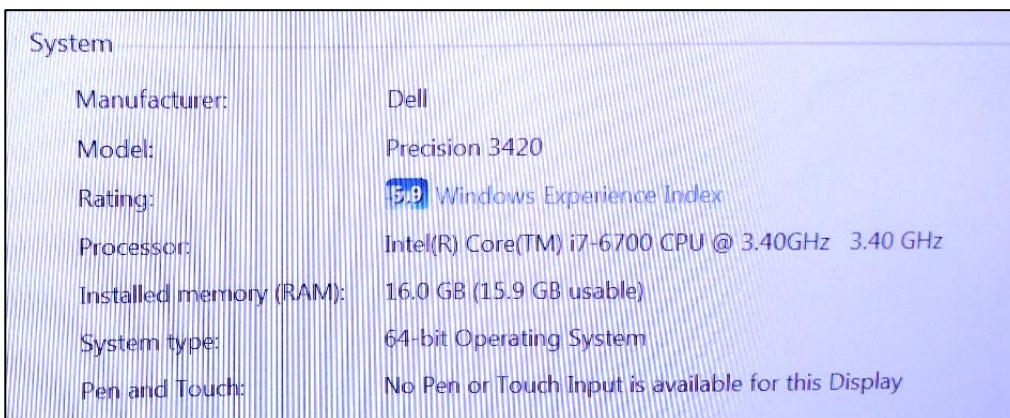 System
Manufacturer: Dell
Model: Precision 3420
Rating: 5.9 Windows Experience Index
Processor: Intel(R) Core(TM) i7-6700 CPU @ 3.40GHz 3.40 GHz
Installed memory (RAM): 16.0 GB (15.9 GB usable)
System type: 64-bit Operating System
Pen and Touch: No Pen or Touch Input is available for this Display